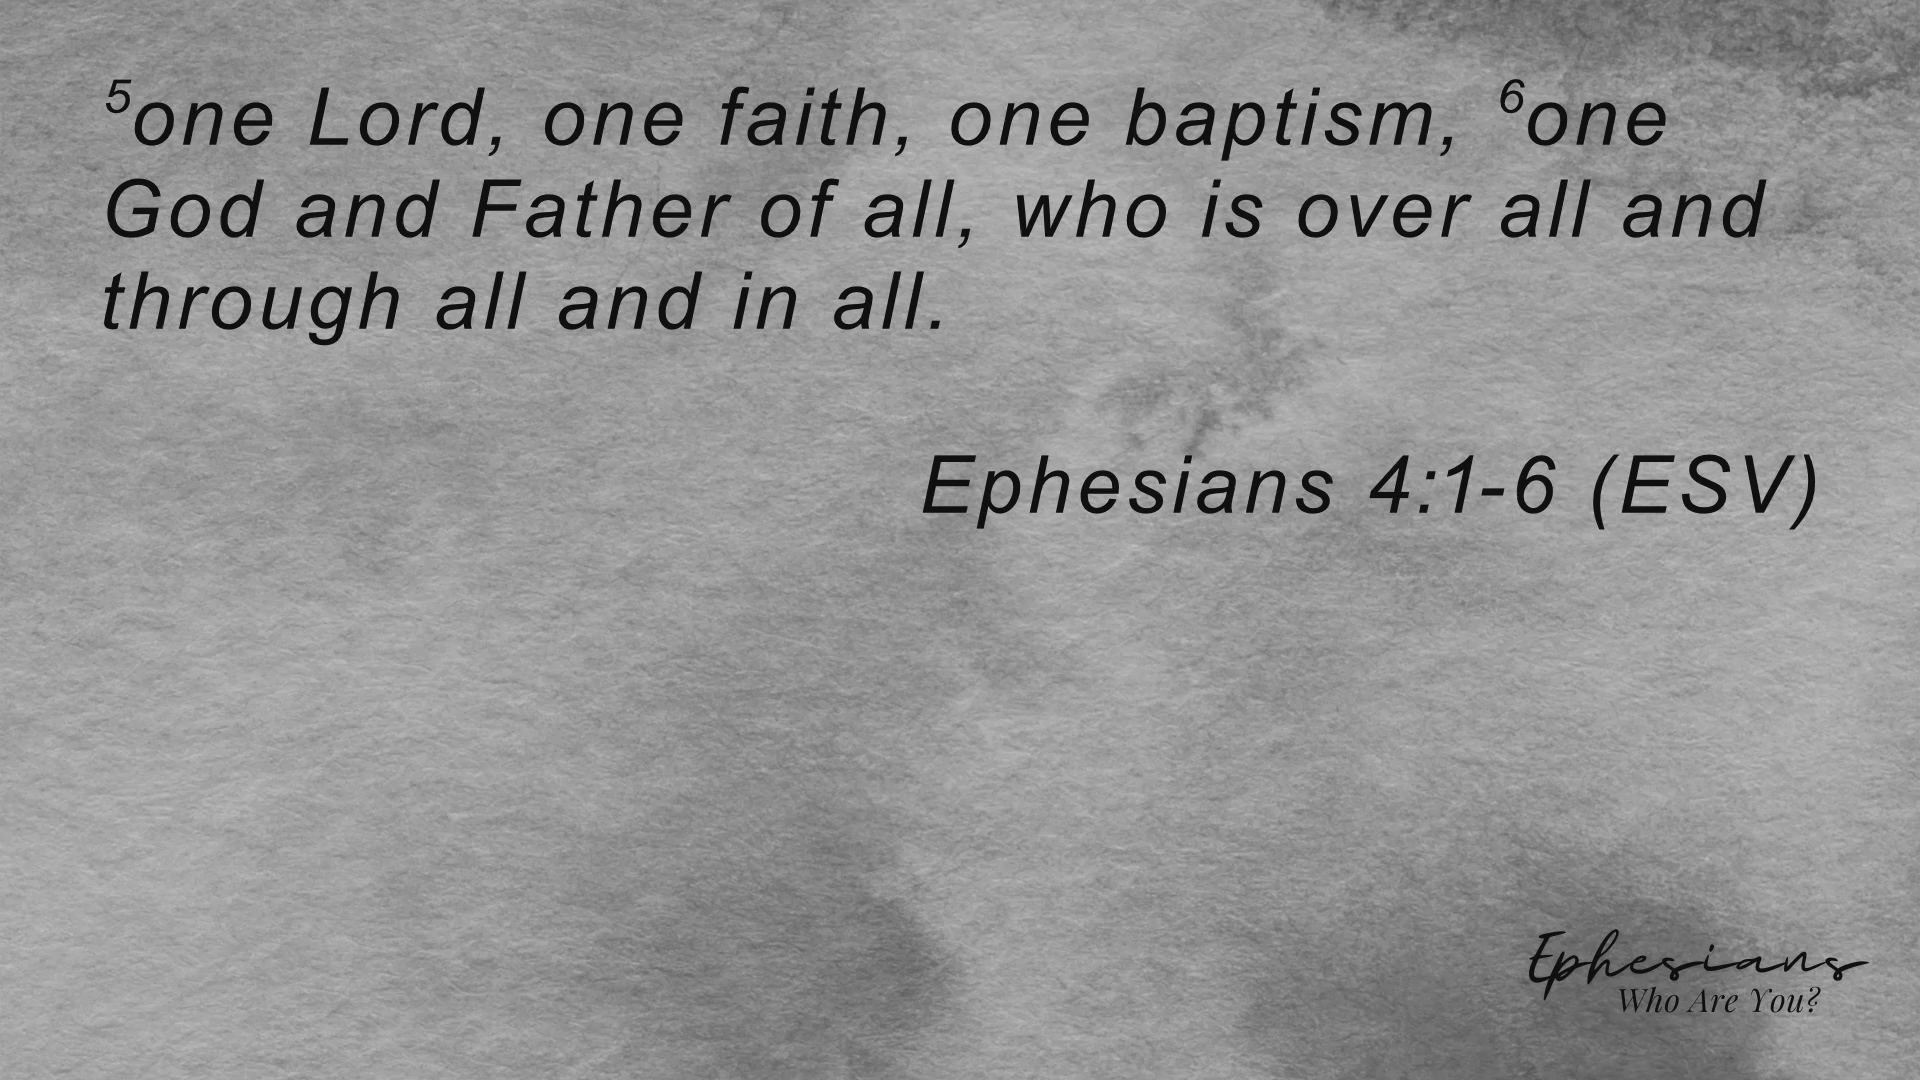 ⁵one Lord, one faith, one baptism, ⁶one
God and Father of all, who is over all and
through all and in all.
Ephesians 4:1-6 (ESV)
Ephesians
Who Are You?